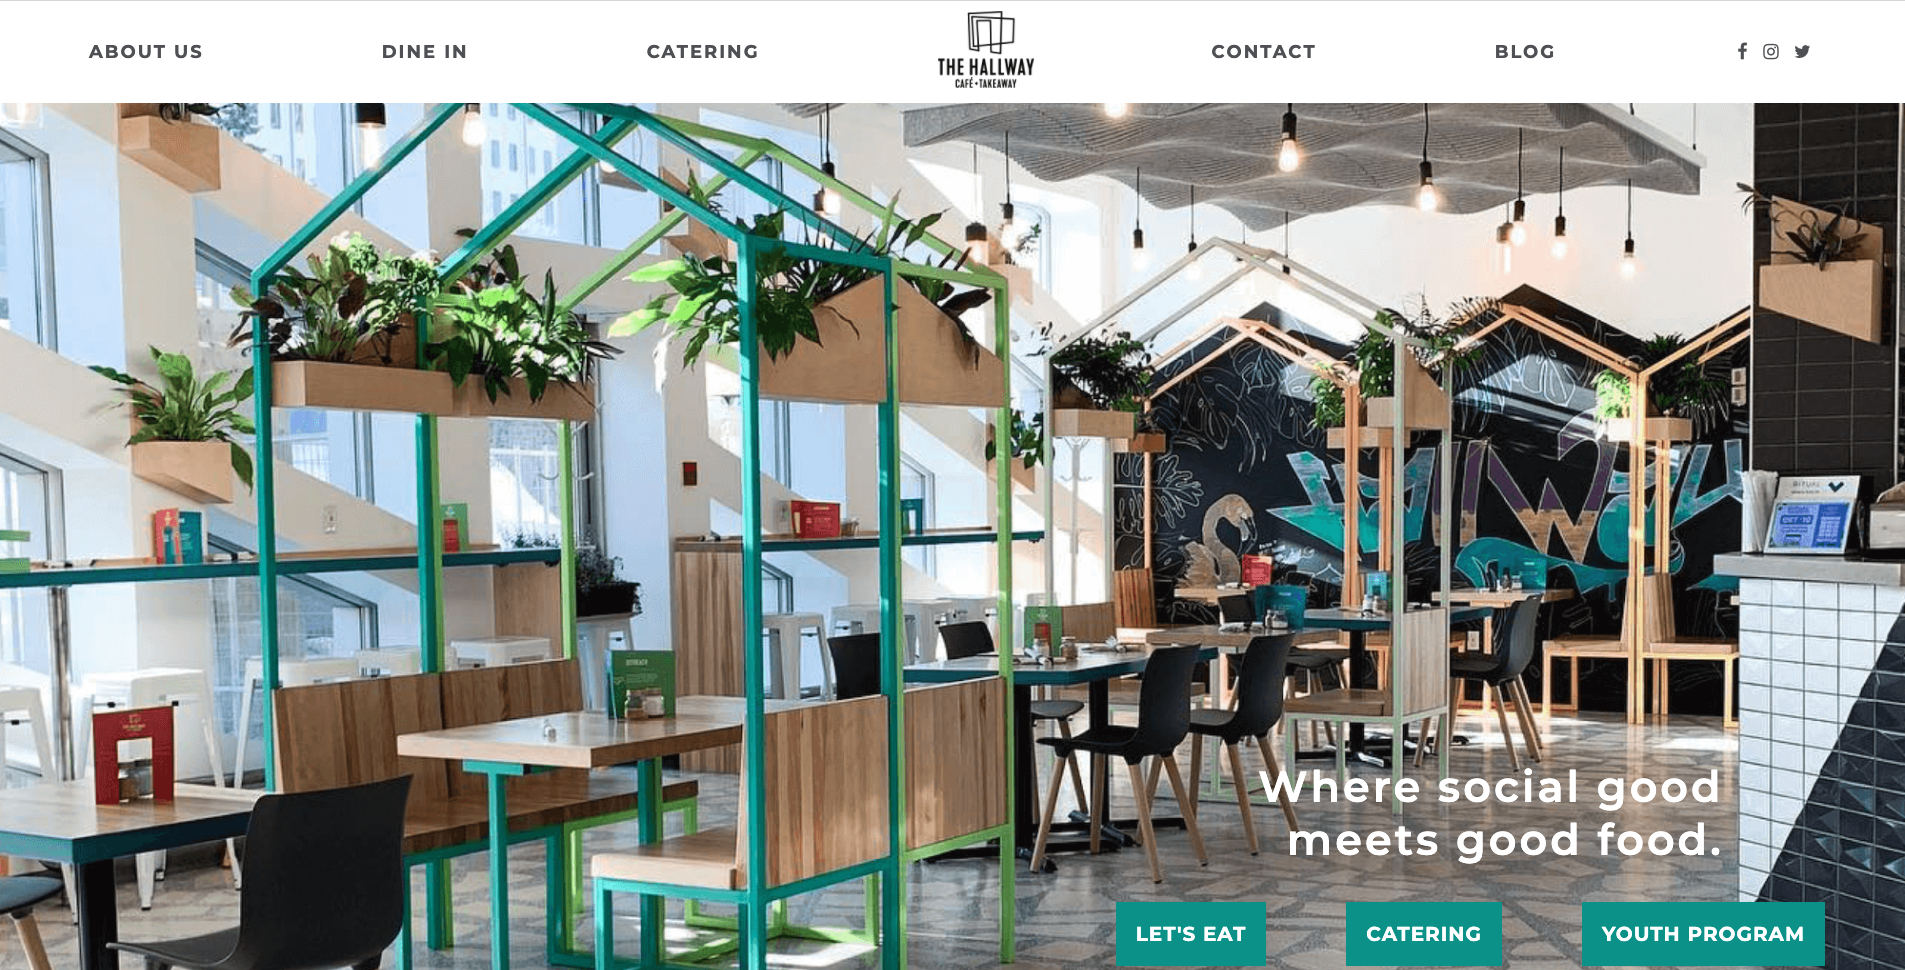 ABOUT US
DINE IN
CATERING
THE HALLWAY
CAFÉ+TAKEAWAY
CONTACT
BLOG
RITUAL
Where social good
meets good food.
LET'S EAT
CATERING
YOUTH PROGRAM